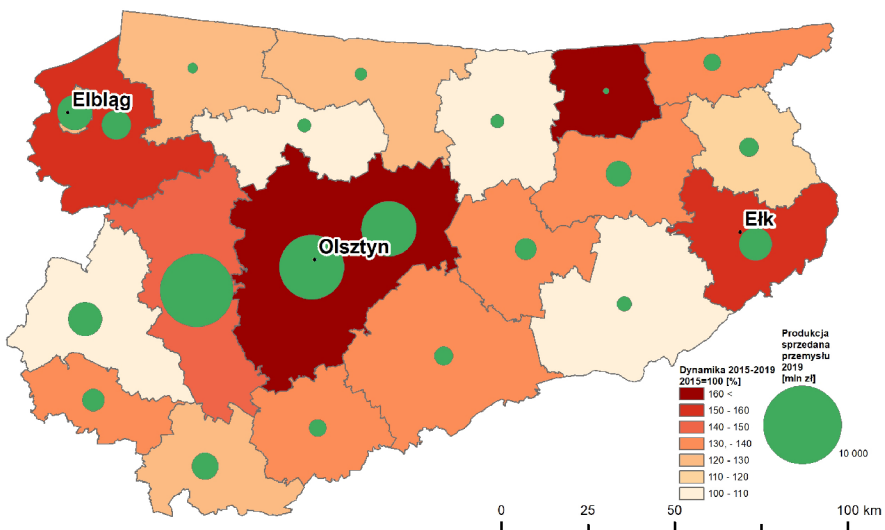 Elbląg
Ełk
Olsztyn
Produkcja
sprzedana
przemysłu
2019
[mln zł]
10 000
Dynamika 2015-2019
2015=100 [%]
160 <
150 - 160
140 - 150
130, - 140
120 - 130
110 - 120
100 - 110
0 25 50 100 km